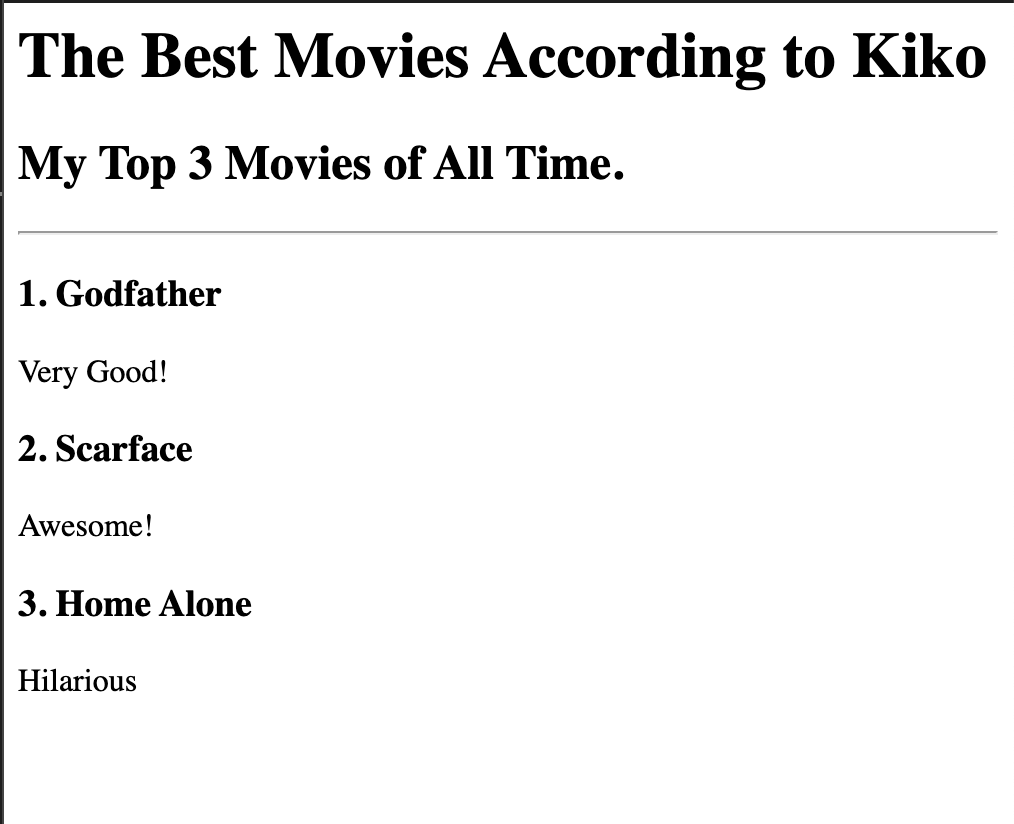 The Best Movies According to Kiko
My Top 3 Movies of All Time.
1. Godfather
Very Good!
2. Scarface
Awesome!
3. Home Alone
Hilarious